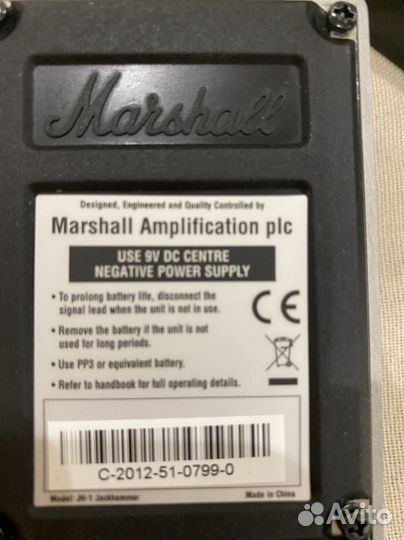 Marshall
Designed, Engineered and Quality Controlled by
Marshall Amplification plc
USE 9V DC CENTRE
NEGATIVE POWER SUPPLY
• To prolong battery life, disconnect the
signal lead when the unit is not in use.
• Remove the battery if the unit is not
used for long periods.
• Use PP3 or equivalent battery.
• Refer to handbook for full operating details.
CE
C-2012-51-0799-0
Model: JH-1 Jackhammer
Made in China
Avito